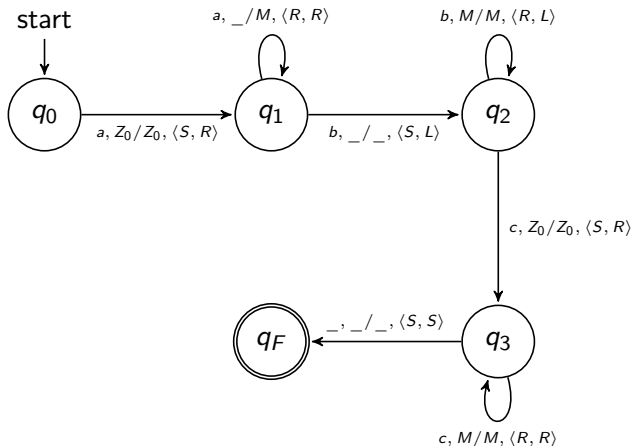 start
a, _/M, ⟨R, R⟩
b, M/M, ⟨R, L⟩
q0
q1
q2
a, Z0/Z0, ⟨S, R⟩
b, _/_, ⟨S, L⟩
c, Z0/Z0, ⟨S, R⟩
_, _/_, ⟨S, S⟩
qF
q3
c, M/M, ⟨R, R⟩